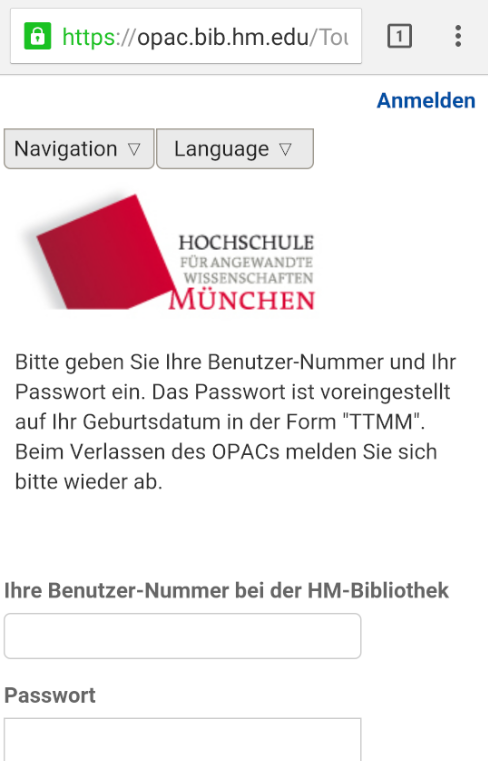 https://opac.bib.hm.edu/Tou
1
Anmelden
Navigation ▽
Language ▽
HOCHSCHULE
FÜR ANGEWANDTE
WISSENSCHAFTEN
MÜNCHEN
Bitte geben Sie Ihre Benutzer-Nummer und Ihr
Passwort ein. Das Passwort ist voreingestellt
auf Ihr Geburtsdatum in der Form "TTMM".
Beim Verlassen des OPACs melden Sie sich
bitte wieder ab.
Ihre Benutzer-Nummer bei der HM-Bibliothek
Passwort